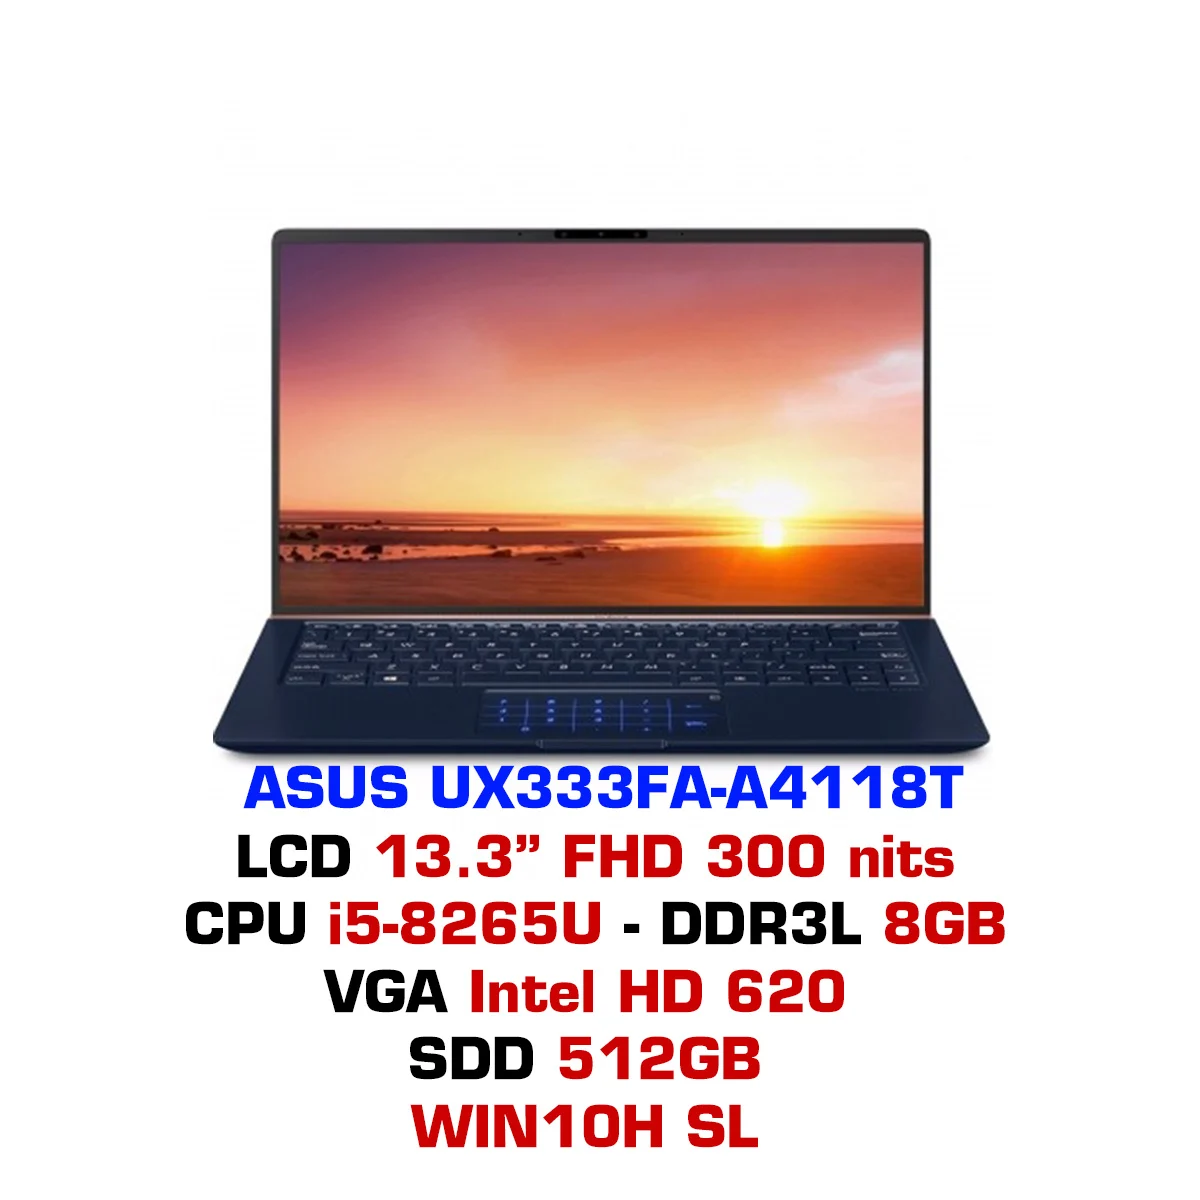 ASUS UX333FA-A4118T
LCD 13.3” FHD 300 nits
CPU i5-8265U - DDR3L 8GB
VGA Intel HD 620
SDD 512GB
WIN10H SL